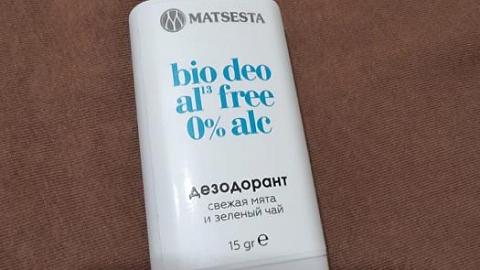 MATSESTA
bio deo
al¹³ free
0% alc
дезодорант
свежая мята
и зеленый чай
15 gr ℮